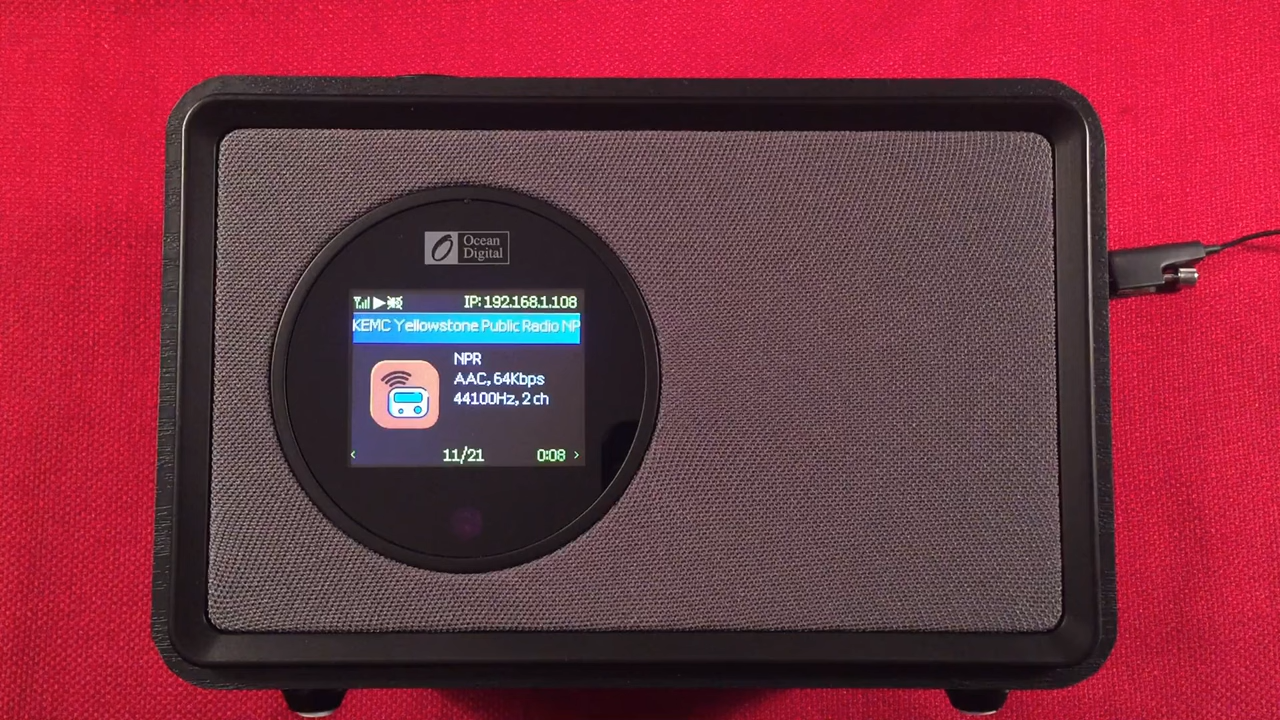 Ocean
Digital
IP: 192.168.1.108
KEMC Yellowstone Public Radio NP
NPR
AAC, 64Kbps
44100Hz, 2 ch
< 11/21 0:08 >